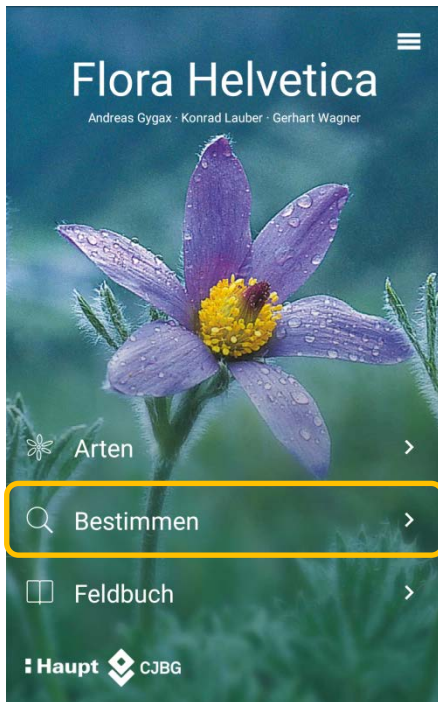 Flora Helvetica
Andreas Gygax · Konrad Lauber · Gerhart Wagner
Arten
Bestimmen
Feldbuch
Haupt CJBG